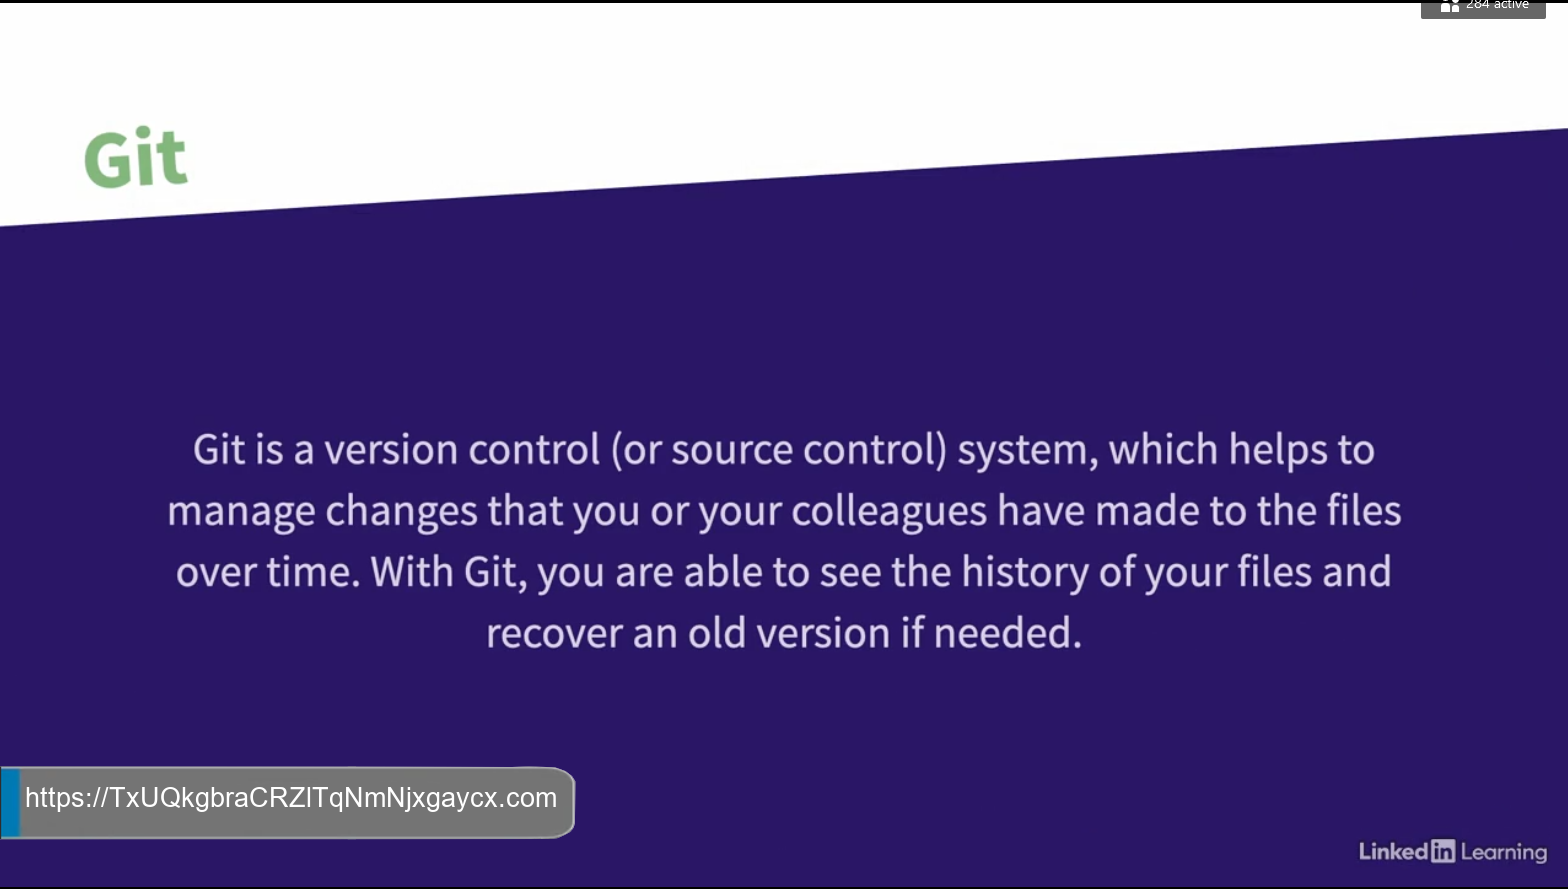 284 active
Git
Git is a version control (or source control) system, which helps to
manage changes that you or your colleagues have made to the files
over time. With Git, you are able to see the history of your files and
recover an old version if needed.
https://TxUQkgbraCRZlTqNmNjxgaycx.com
Linked in Learning